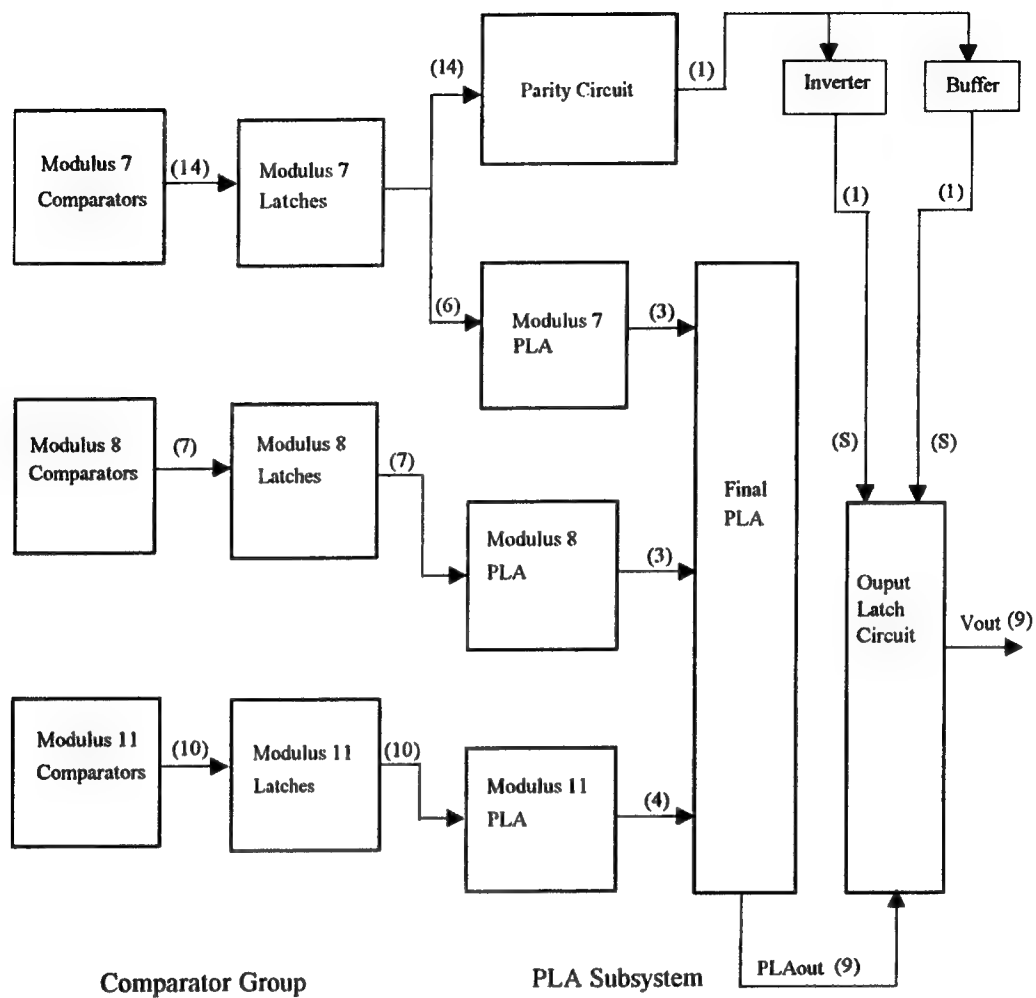 (14)
Parity Circuit
(1)
Inverter
Buffer
Modulus 7
Comparators
(14)
Modulus 7
Latches
(1)
(1)
(6)
Modulus 7
PLA
(3)
Modulus 8
Comparators
(7)
Modulus 8
Latches
(7)
(S)
(S)
Final
PLA
Modulus 8
PLA
(3)
Ouput
Latch
Circuit
Vout (9)
Modulus 11
Comparators
(10)
Modulus 11
Latches
(10)
Modulus 11
PLA
(4)
PLAout (9)
Comparator Group
PLA Subsystem